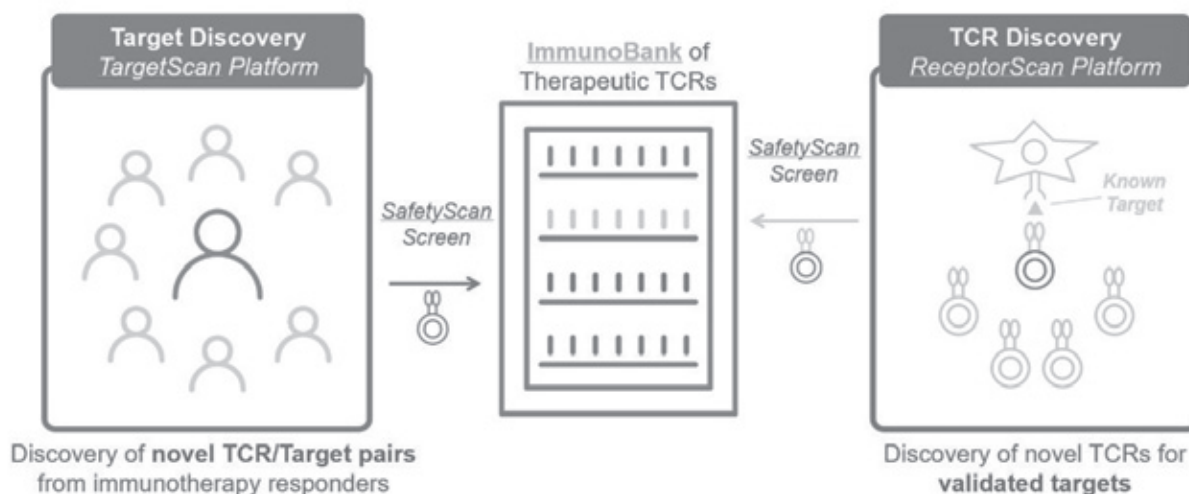 Target Discovery
TargetScan Platform
SafetyScan
Screen
Discovery of novel TCR/Target pairs
from immunotherapy responders
ImmunoBank of
Therapeutic TCRs
TCR Discovery
ReceptorScan Platform
SafetyScan
Screen
Known
Target
Discovery of novel TCRs for
validated targets